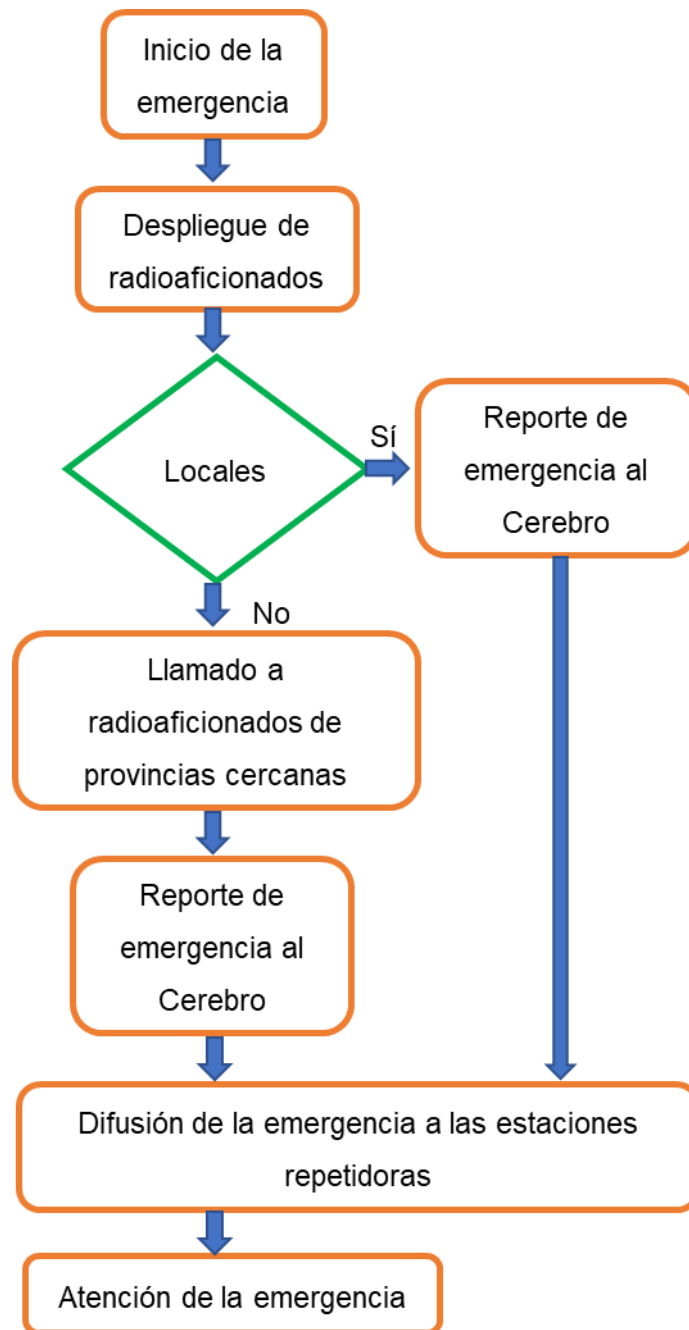 Inicio de la
emergencia
Despliegue de
radioaficionados
Locales
Sí
Reporte de
emergencia al
Cerebro
No
Llamado a
radioaficionados de
provincias cercanas
Reporte de
emergencia al
Cerebro
Difusión de la emergencia a las estaciones
repetidoras
Atención de la emergencia